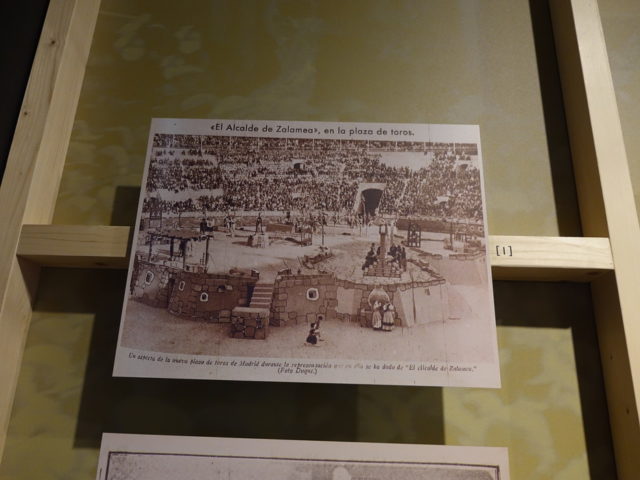 «El Alcalde de Zalamea», en la plaza de toros.
[1]
Un aspecto de la nueva plaza de toros de Madrid durante la representación que en ella se ha dado de "El Alcalde de Zalamea."
(Foto Duque.)